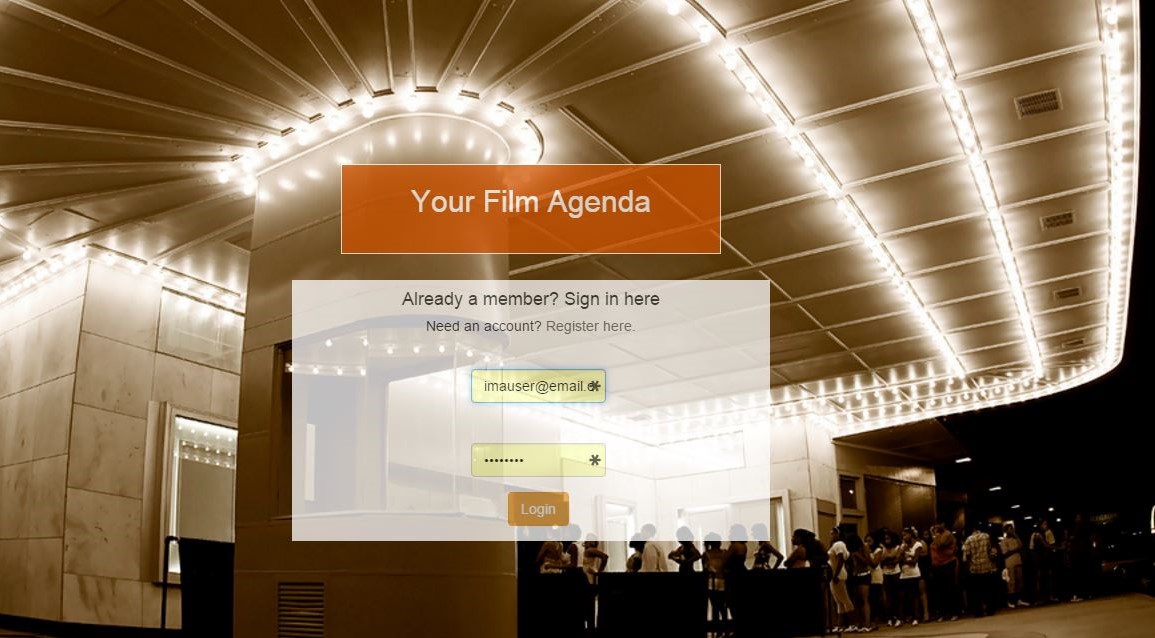 Your Film Agenda
Already a member? Sign in here
Need an account? Register here.
imauser@email.
••••••••
Login